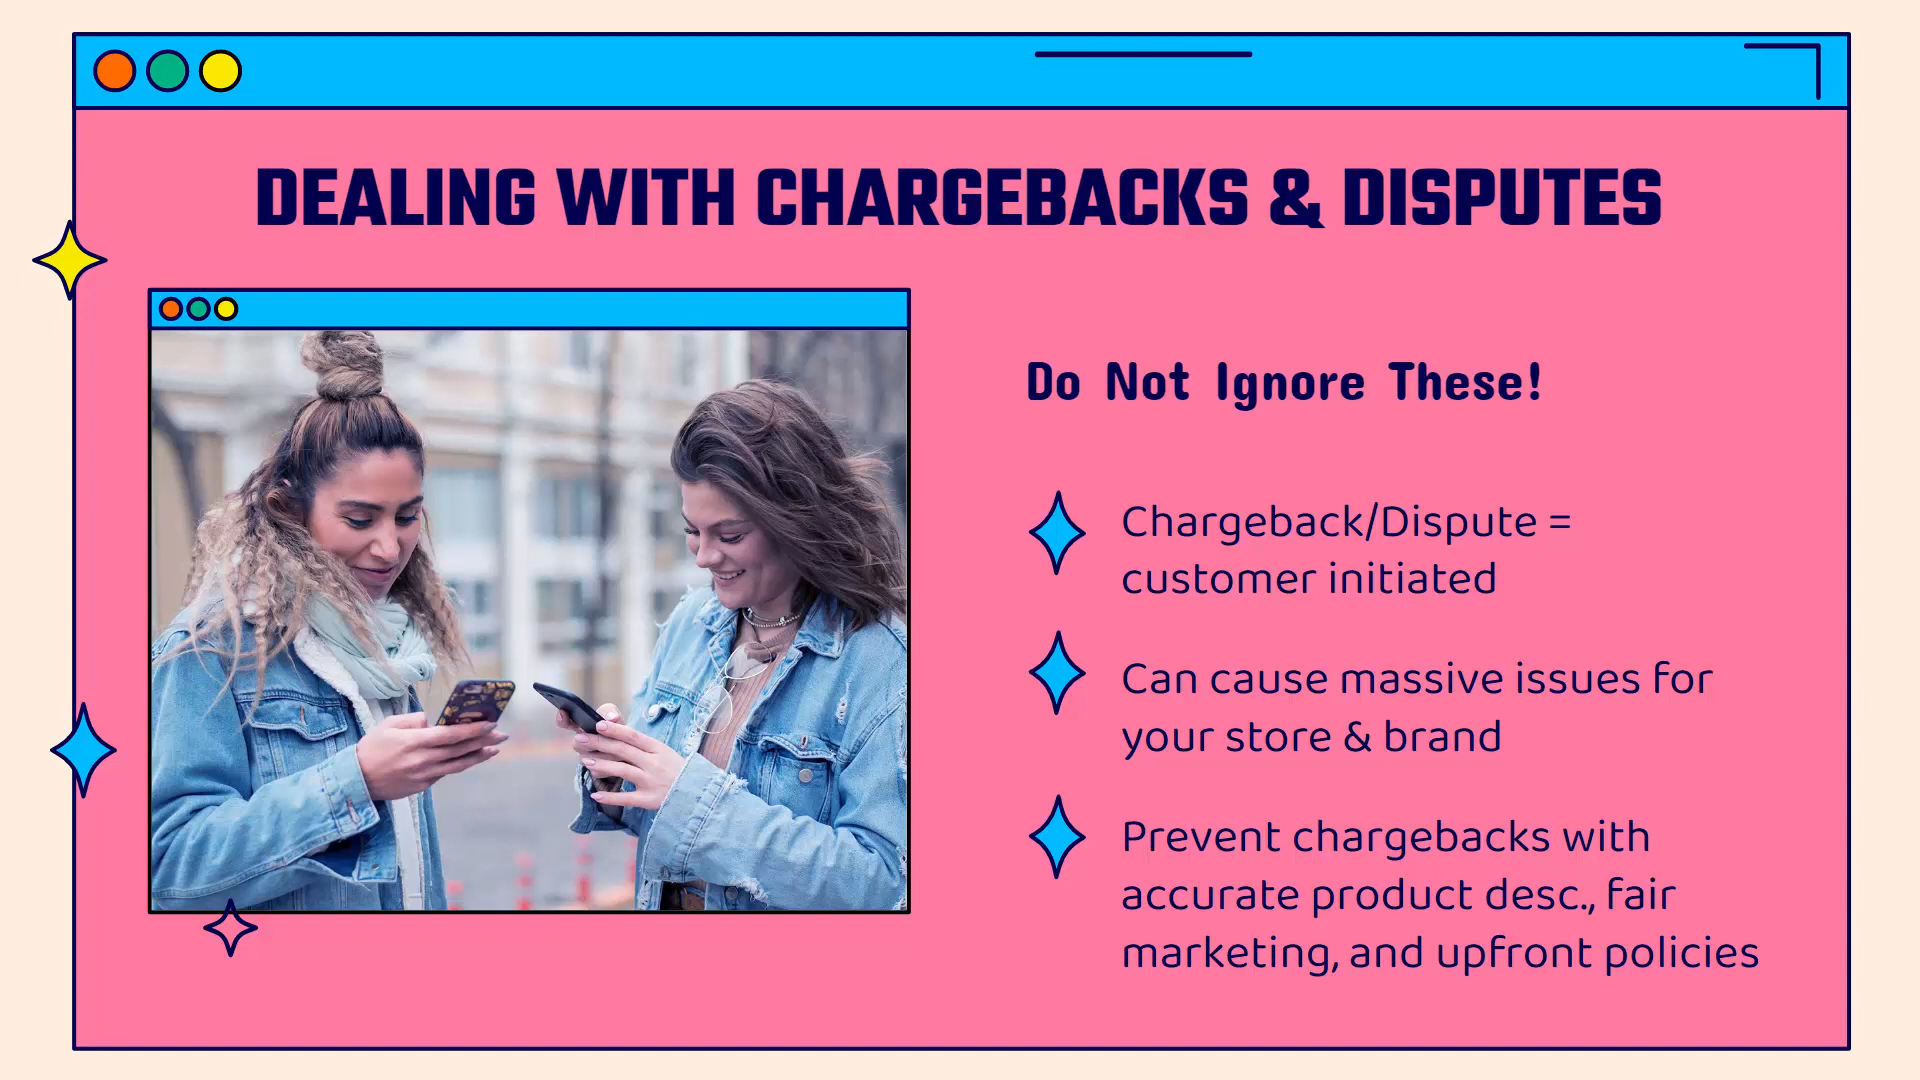 DEALING WITH CHARGEBACKS & DISPUTES
Do Not Ignore These!
Chargeback/Dispute =
customer initiated
Can cause massive issues for
your store & brand
Prevent chargebacks with
accurate product desc., fair
marketing, and upfront policies